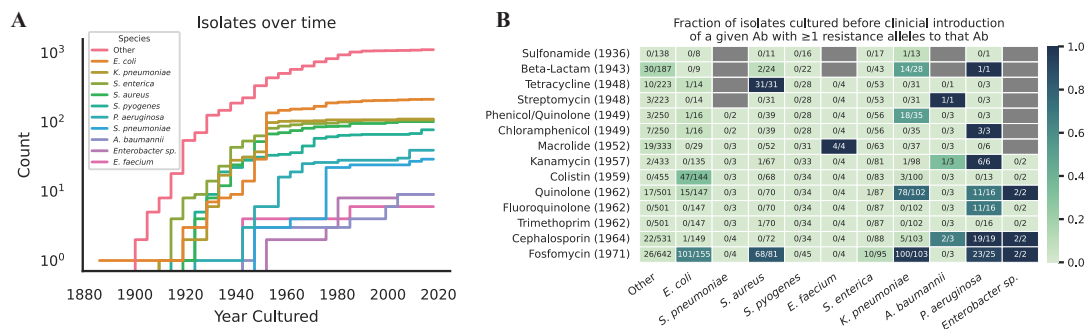 A
Isolates over time
Species
Other
E. coli
K. pneumoniae
S. enterica
S. aureus
S. pyogenes
P. aeruginosa
S. pneumoniae
A. baumannii
Enterobacter sp.
E. faecium
Count
10³
10²
10¹
10⁰
1880 1900 1920 1940 1960 1980 2000 2020
Year Cultured
B
Fraction of isolates cultured before clinicial introduction
of a given Ab with ≥1 resistance alleles to that Ab
Sulfonamide (1936) 0/138 0/8 0/11 0/16 0/3 0/17 1/13 0/1
Beta-Lactam (1943) 30/187 0/9 2/24 0/22 0/43 14/28 1/1
Tetracycline (1948) 10/223 1/14 31/31 0/28 0/4 0/53 0/31 0/1 0/3
Streptomycin (1948) 3/223 0/14 0/31 0/28 0/4 0/53 0/31 1/1 0/3
Phenicol/Quinolone (1949) 3/250 1/16 0/2 0/39 0/28 0/4 0/56 18/35 0/3 0/3
Chloramphenicol (1949) 7/250 1/16 0/2 0/39 0/28 0/4 0/56 0/35 0/3 3/3
Macrolide (1952) 19/333 0/29 0/3 0/52 0/31 4/4 0/63 0/37 0/3 0/6
Kanamycin (1957) 2/433 0/135 0/3 1/67 0/33 0/4 0/81 1/98 1/3 6/6 0/2
Colistin (1959) 0/455 47/144 0/3 0/68 0/34 0/4 0/83 3/100 0/3 0/13 0/2
Quinolone (1962) 17/501 15/147 0/3 0/70 0/34 0/4 1/87 78/102 0/3 11/16 2/2
Fluoroquinolone (1962) 0/501 0/147 0/3 0/70 0/34 0/4 0/87 0/102 0/3 11/16 0/2
Trimethoprim (1962) 0/501 0/147 0/3 1/70 0/34 0/4 0/87 0/102 0/3 0/16 0/2
Cephalosporin (1964) 22/531 1/149 0/4 0/72 0/34 0/4 0/88 5/103 2/3 19/19 2/2
Fosfomycin (1971) 26/642 101/155 0/4 68/81 0/45 0/4 10/95 100/103 0/3 23/25 2/2
Other E. coli S. pneumoniae S. aureus S. pyogenes E. faecium S. enterica K. pneumoniae A. baumannii P. aeruginosa Enterobacter sp.
1.0
0.8
0.6
0.4
0.2
0.0